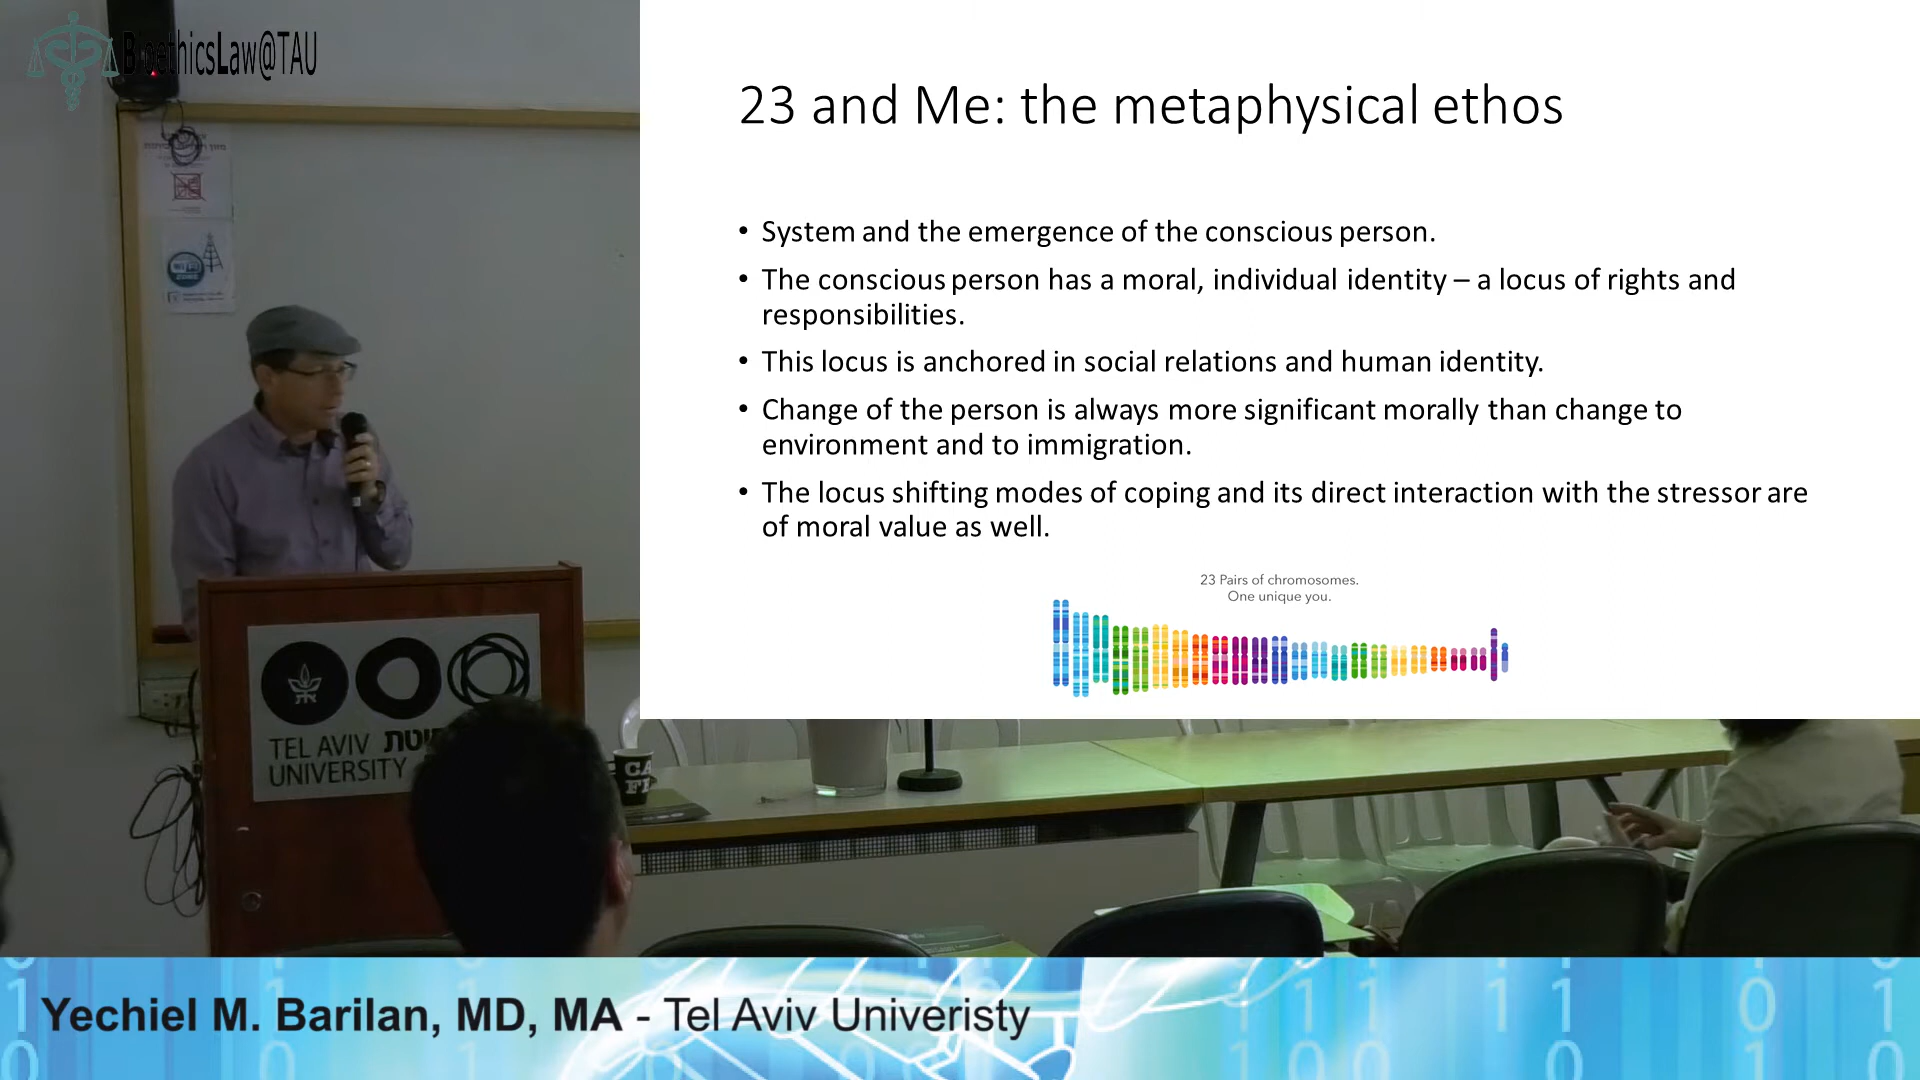 BioethicsLaw@TAU
23 and Me: the metaphysical ethos
• System and the emergence of the conscious person.
• The conscious person has a moral, individual identity – a locus of rights and
responsibilities.
• This locus is anchored in social relations and human identity.
• Change of the person is always more significant morally than change to
environment and to immigration.
• The locus shifting modes of coping and its direct interaction with the stressor are
of moral value as well.
23 Pairs of chromosomes.
One unique you.
TEL AVIV
UNIVERSITY
CA
Yechiel M. Barilan, MD, MA - Tel Aviv Univeristy